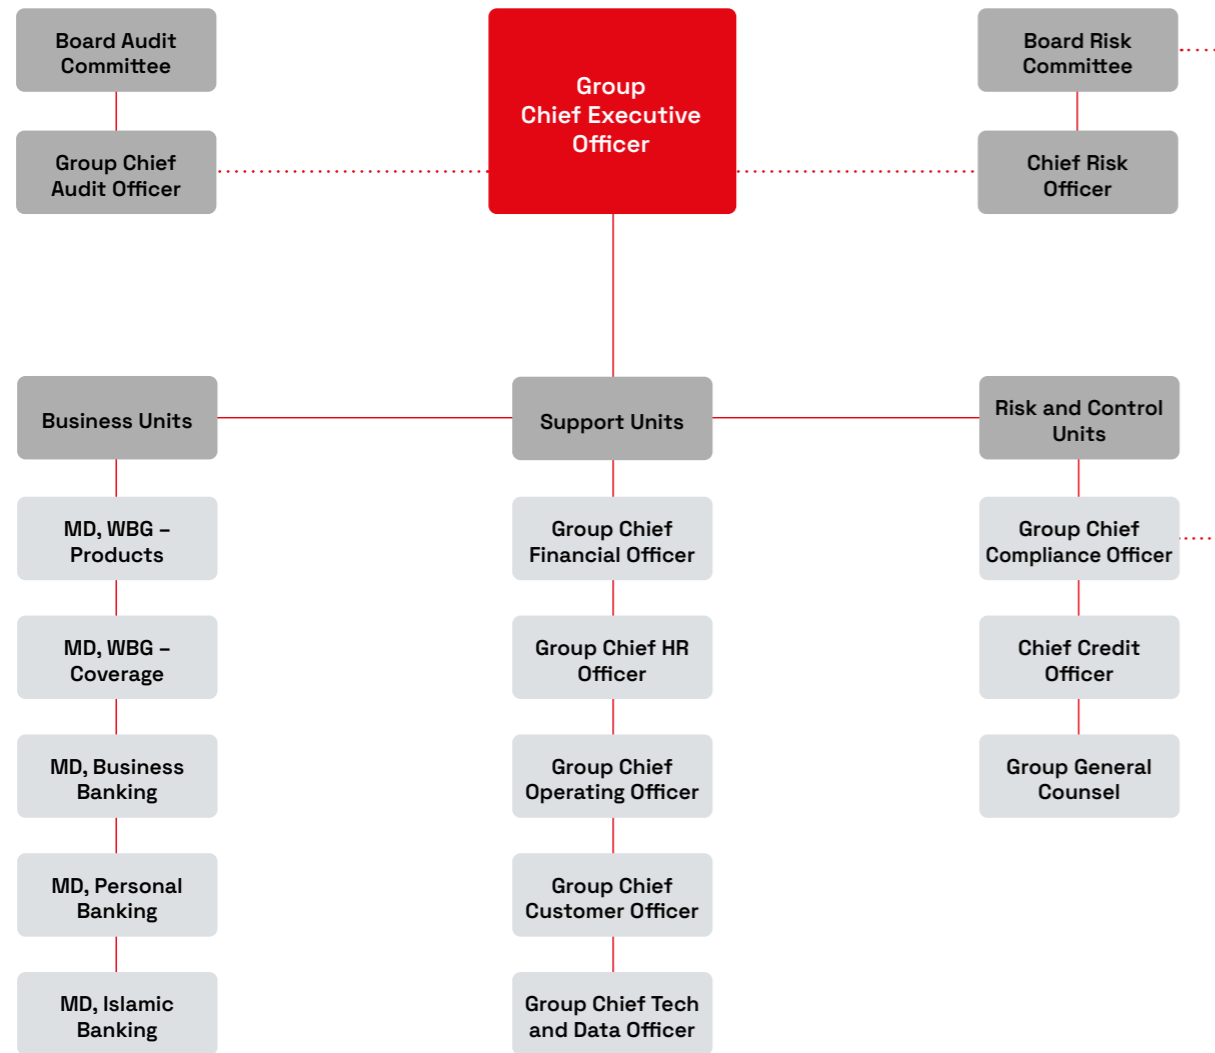 Board Audit
Committee
Group
Chief Executive
Officer
Board Risk
Committee
Group Chief
Audit Officer
Chief Risk
Officer
Business Units
Support Units
Risk and Control
Units
MD, WBG –
Products
Group Chief
Financial Officer
Group Chief
Compliance Officer
MD, WBG –
Coverage
Group Chief HR
Officer
Chief Credit
Officer
MD, Business
Banking
Group Chief
Operating Officer
Group General
Counsel
MD, Personal
Banking
Group Chief
Customer Officer
MD, Islamic
Banking
Group Chief Tech
and Data Officer